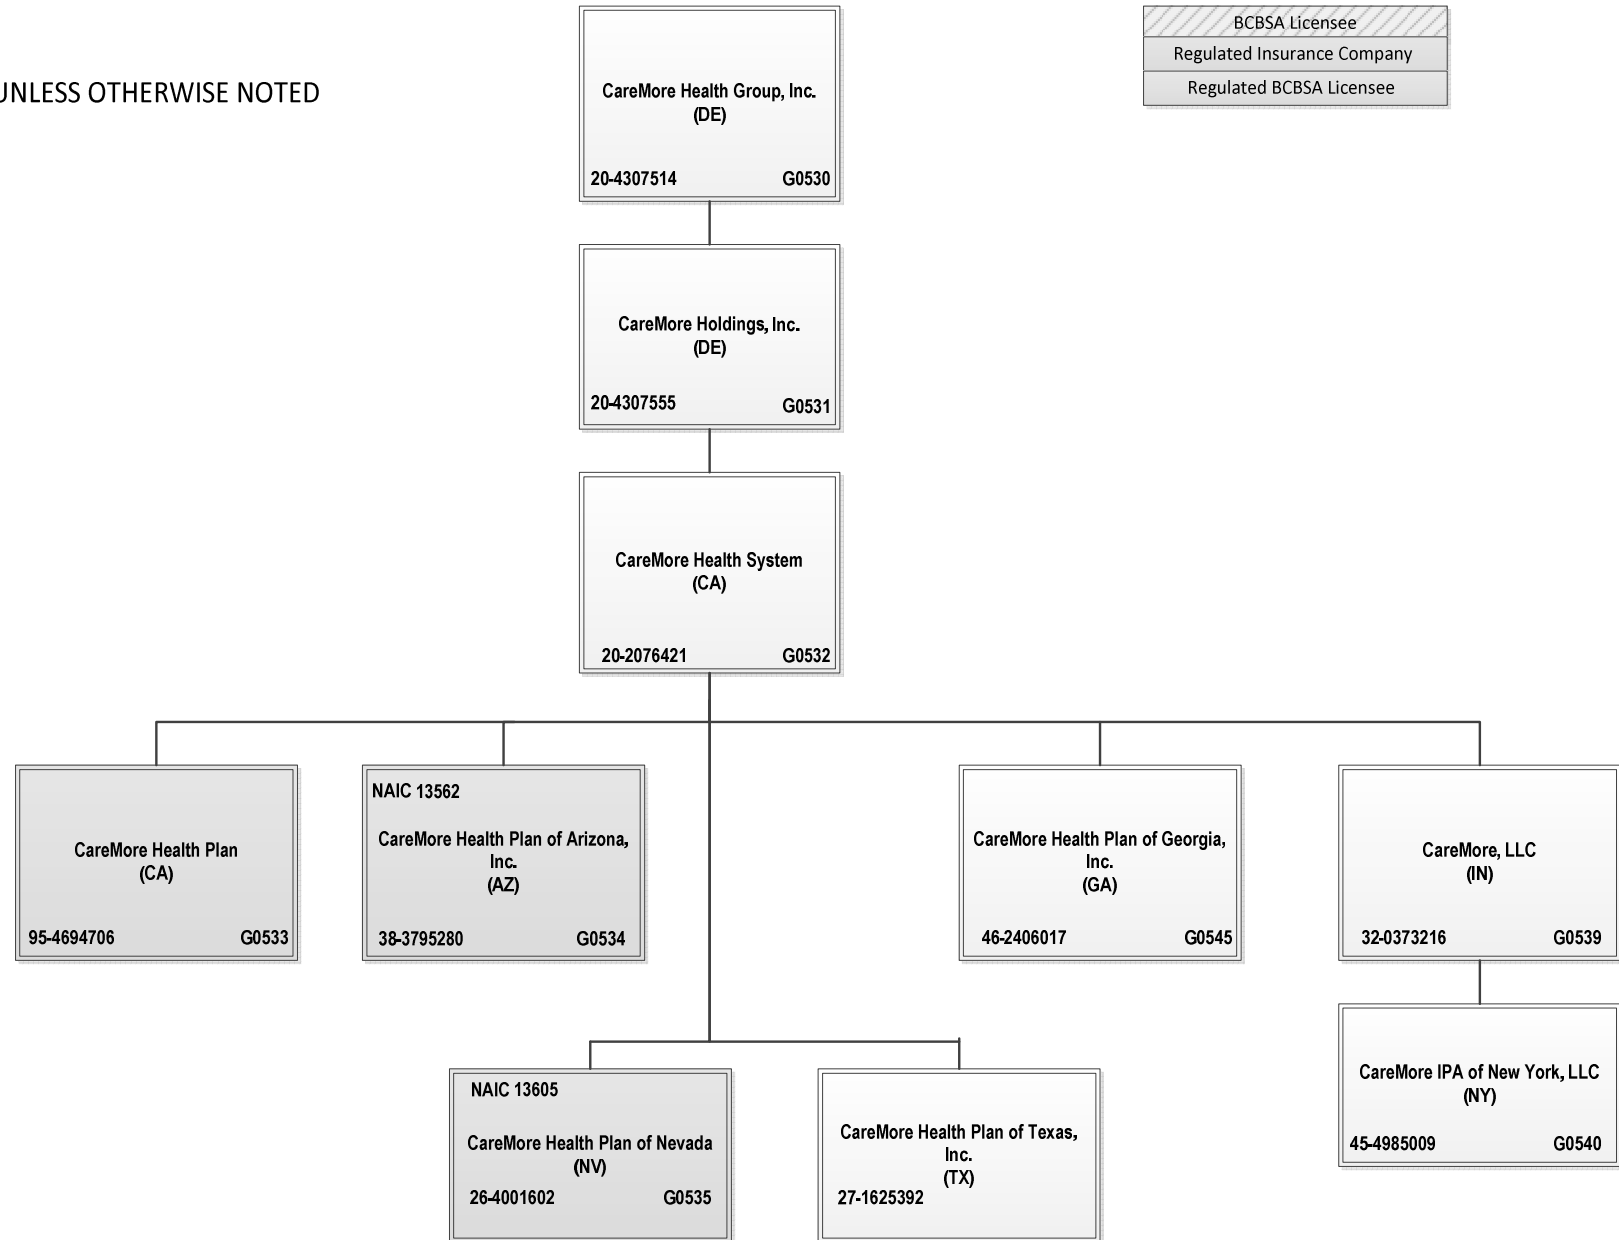 UNLESS OTHERWISE NOTED
BCBSA Licensee
Regulated Insurance Company
Regulated BCBSA Licensee
CareMore Health Group, Inc.
(DE)
20-4307514 G0530
CareMore Holdings, Inc.
(DE)
20-4307555 G0531
CareMore Health System
(CA)
20-2076421 G0532
CareMore Health Plan
(CA)
95-4694706 G0533
NAIC 13562
CareMore Health Plan of Arizona,
Inc.
(AZ)
38-3795280 G0534
CareMore Health Plan of Georgia,
Inc.
(GA)
46-2406017 G0545
CareMore, LLC
(IN)
32-0373216 G0539
NAIC 13605
CareMore Health Plan of Nevada
(NV)
26-4001602 G0535
CareMore Health Plan of Texas,
Inc.
(TX)
27-1625392
CareMore IPA of New York, LLC
(NY)
45-4985009 G0540